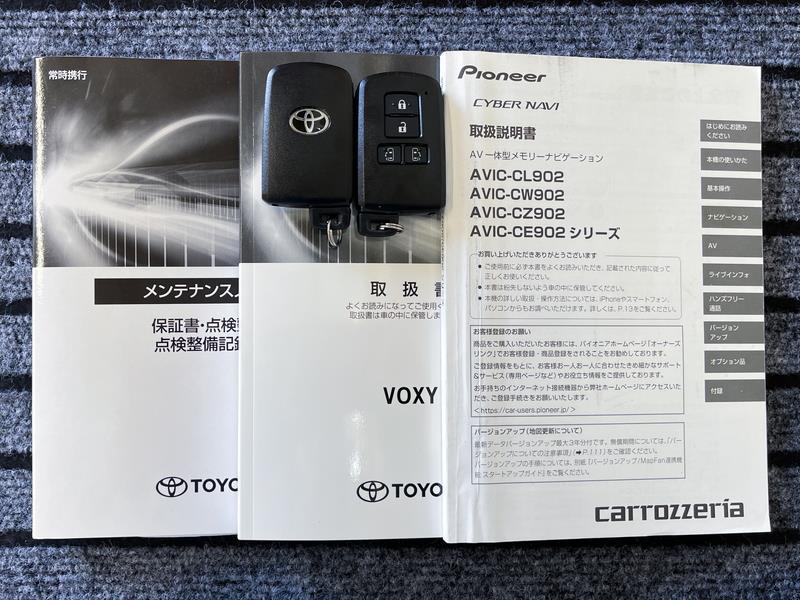 常時携行
メンテナンスノ
保証書・点検整
点検整備記録
TOYO
取 扱 書
よくお読みになってご使用く
取扱書は車の中に保管しま
VOXY
TOYO
Pioneer
CYBER NAVI
取扱説明書
AV一体型メモリーナビゲーション
AVIC-CL902
AVIC-CW902
AVIC-CZ902
AVIC-CE902 シリーズ
お買い上げいただきありがとうございます
● ご使用前に必ず本書をよくお読みいただき、記載された内容に従って
正しくお使いください。
● 本書は紛失しないよう車の中に保管してください。
● 本機の詳しい取扱・操作方法については、iPhoneやスマートフォン、
パソコンからもお調べいただけます。詳しくは、P.13をご覧ください。
お客様登録のお願い
商品をご購入いただいたお客様には、パイオニアホームページ「オーナーズ
リンク」でお客様登録・商品登録をされることをお勧めしております。
ご登録情報をもとに、お客様お一人お一人に合わせたきめ細かなサポート
&サービス（専用ページなど）やお役立ち情報をご提供しております。
お手持ちのインターネット接続機器から弊社ホームページにアクセスいた
だき、ご登録手続きをお願いいたします。
<https://car-users.pioneer.jp/>
バージョンアップ（地図更新について）
最新データバージョンアップ最大3年分付です。無償期間については、「バー
ジョンアップについての注意事項」（➡P.111）をご確認ください。
バージョンアップの手順については、別紙『バージョンアップ/MapFan連携機
能 スタートアップガイド』をご覧ください。
carrozzeria
はじめにお読み
ください
本機の使いかた
基本操作
ナビゲーション
AV
ライブインフォ
ハンズフリー
通話
バージョン
アップ
オプション品
付録